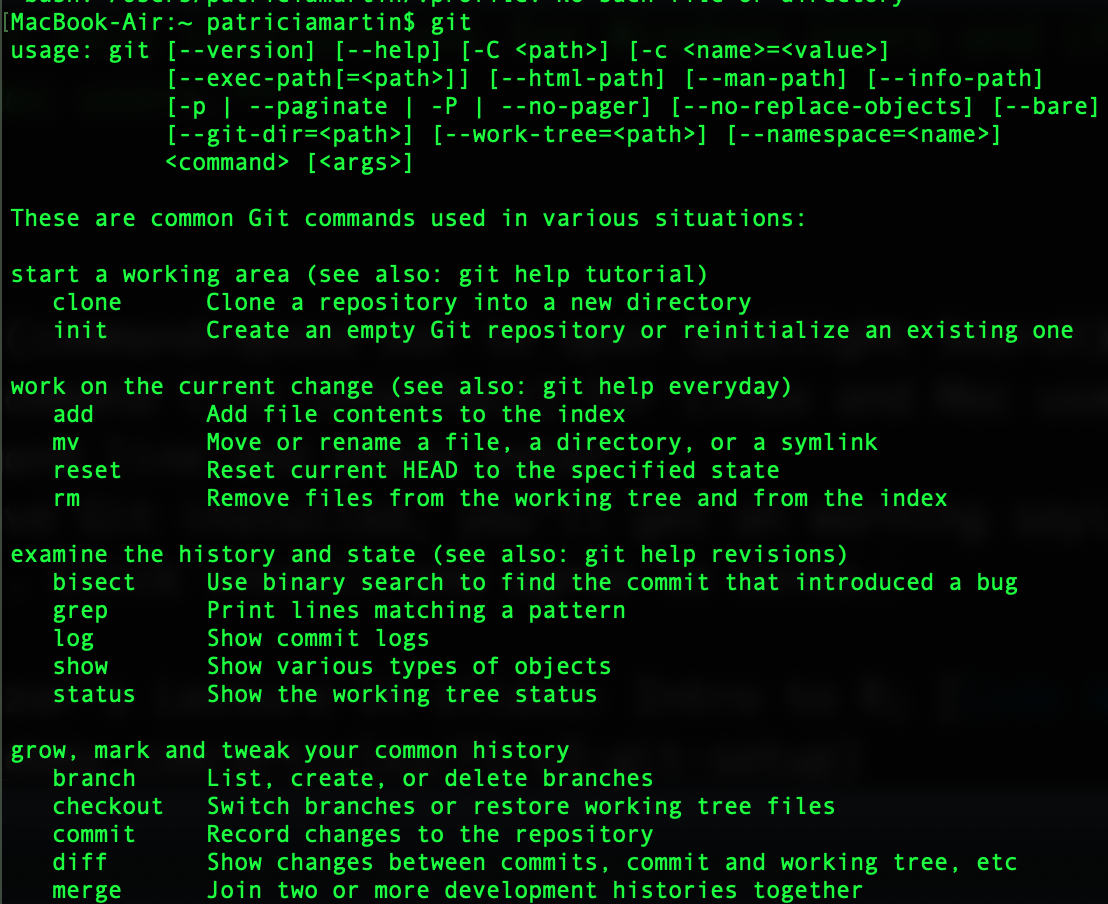 [MacBook-Air:~ patriciamartin$ git
usage: git [--version] [--help] [-C <path>] [-c <name>=<value>]
           [--exec-path[=<path>]] [--html-path] [--man-path] [--info-path]
           [-p | --paginate | -P | --no-pager] [--no-replace-objects] [--bare]
           [--git-dir=<path>] [--work-tree=<path>] [--namespace=<name>]
           <command> [<args>]

These are common Git commands used in various situations:

start a working area (see also: git help tutorial)
   clone      Clone a repository into a new directory
   init       Create an empty Git repository or reinitialize an existing one

work on the current change (see also: git help everyday)
   add        Add file contents to the index
   mv         Move or rename a file, a directory, or a symlink
   reset      Reset current HEAD to the specified state
   rm         Remove files from the working tree and from the index

examine the history and state (see also: git help revisions)
   bisect     Use binary search to find the commit that introduced a bug
   grep       Print lines matching a pattern
   log        Show commit logs
   show       Show various types of objects
   status     Show the working tree status

grow, mark and tweak your common history
   branch     List, create, or delete branches
   checkout   Switch branches or restore working tree files
   commit     Record changes to the repository
   diff       Show changes between commits, commit and working tree, etc
   merge      Join two or more development histories together